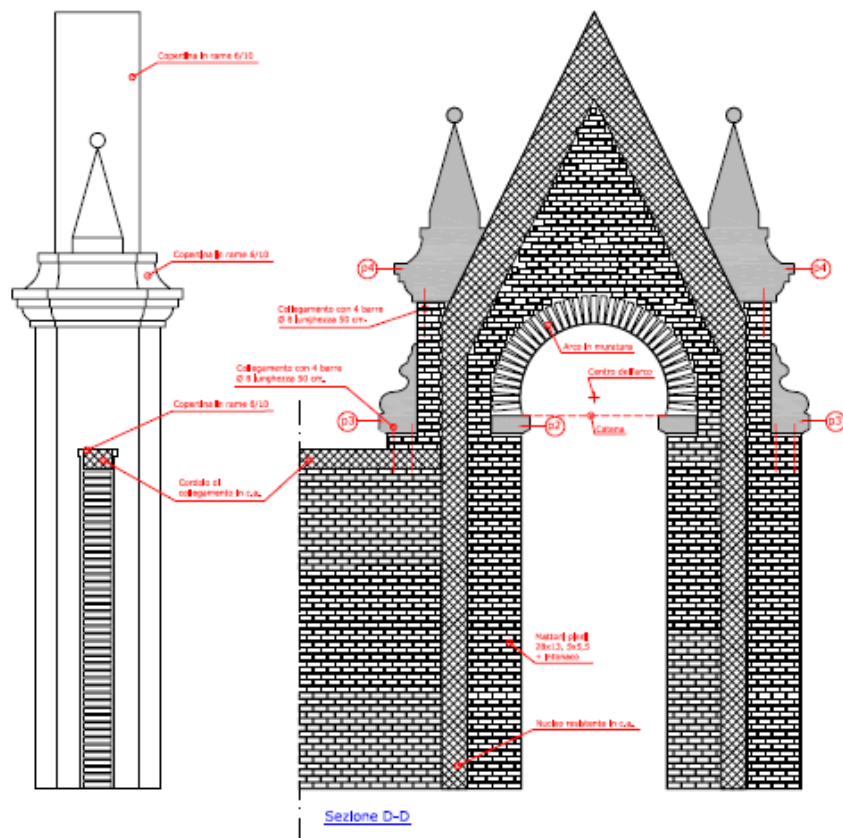 Copertina in rame 6/10
Copertina in rame 6/10
p4
p4
Collegamento con 4 barre
Ø 8 lunghezza 50 cm.
Arco in muratura
Collegamento con 4 barre
Ø 8 lunghezza 50 cm.
Centro dell'arco
Copertina in rame 6/10
p3
p2
p3
Catena
Cordolo di
collegamento in c.a.
Mattoni pieni
28x13, 5x5,5
+ intonaco
Nucleo resistente in c.a.
Sezione D-D